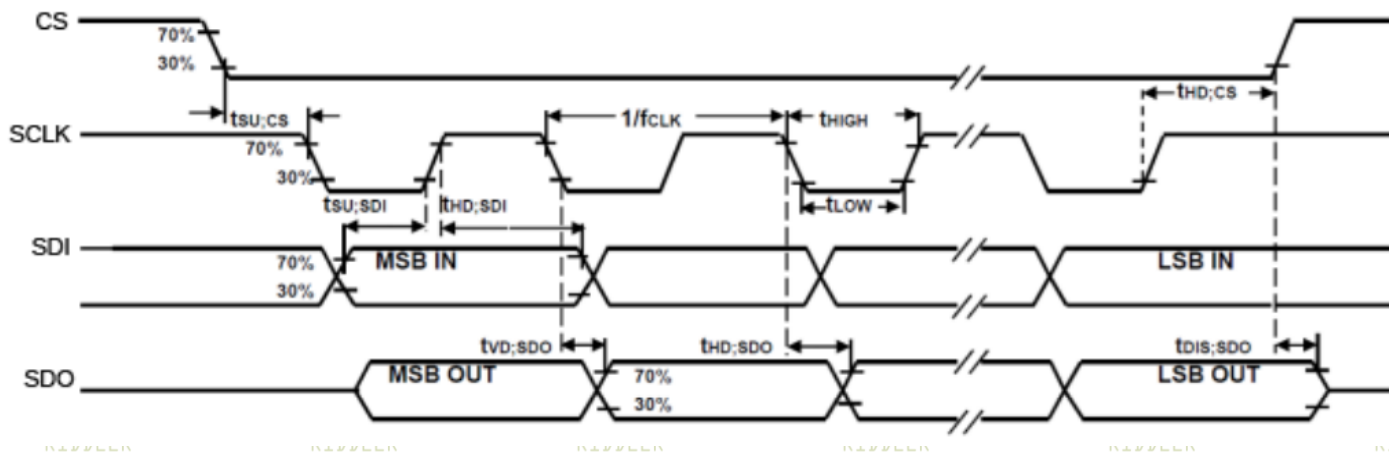 CS
70%
30%
tSU;CS
1/fCLK
tHIGH
tHD;CS
SCLK
70%
30%
tSU;SDI
tHD;SDI
tLOW
SDI
70%
MSB IN
LSB IN
30%
tVD;SDO
tHD;SDO
tDIS;SDO
SDO
MSB OUT
70%
LSB OUT
30%